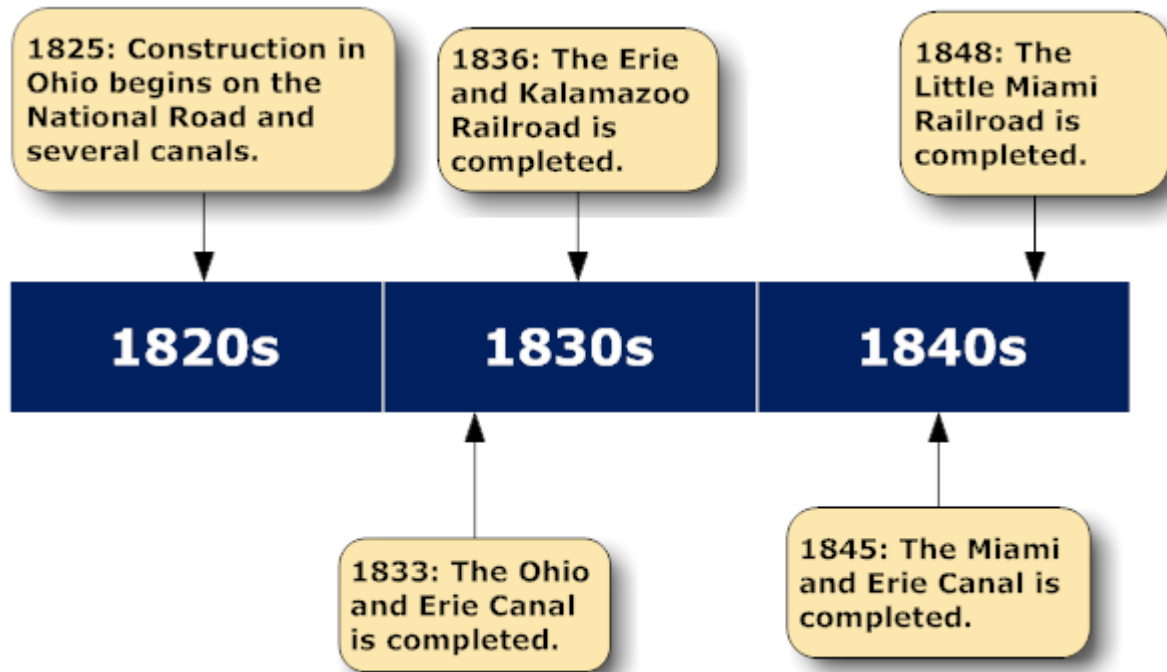 1825: Construction in
Ohio begins on the
National Road and
several canals.
1836: The Erie
and Kalamazoo
Railroad is
completed.
1848: The
Little Miami
Railroad is
completed.
1820s
1830s
1840s
1833: The Ohio
and Erie Canal
is completed.
1845: The Miami
and Erie Canal is
completed.